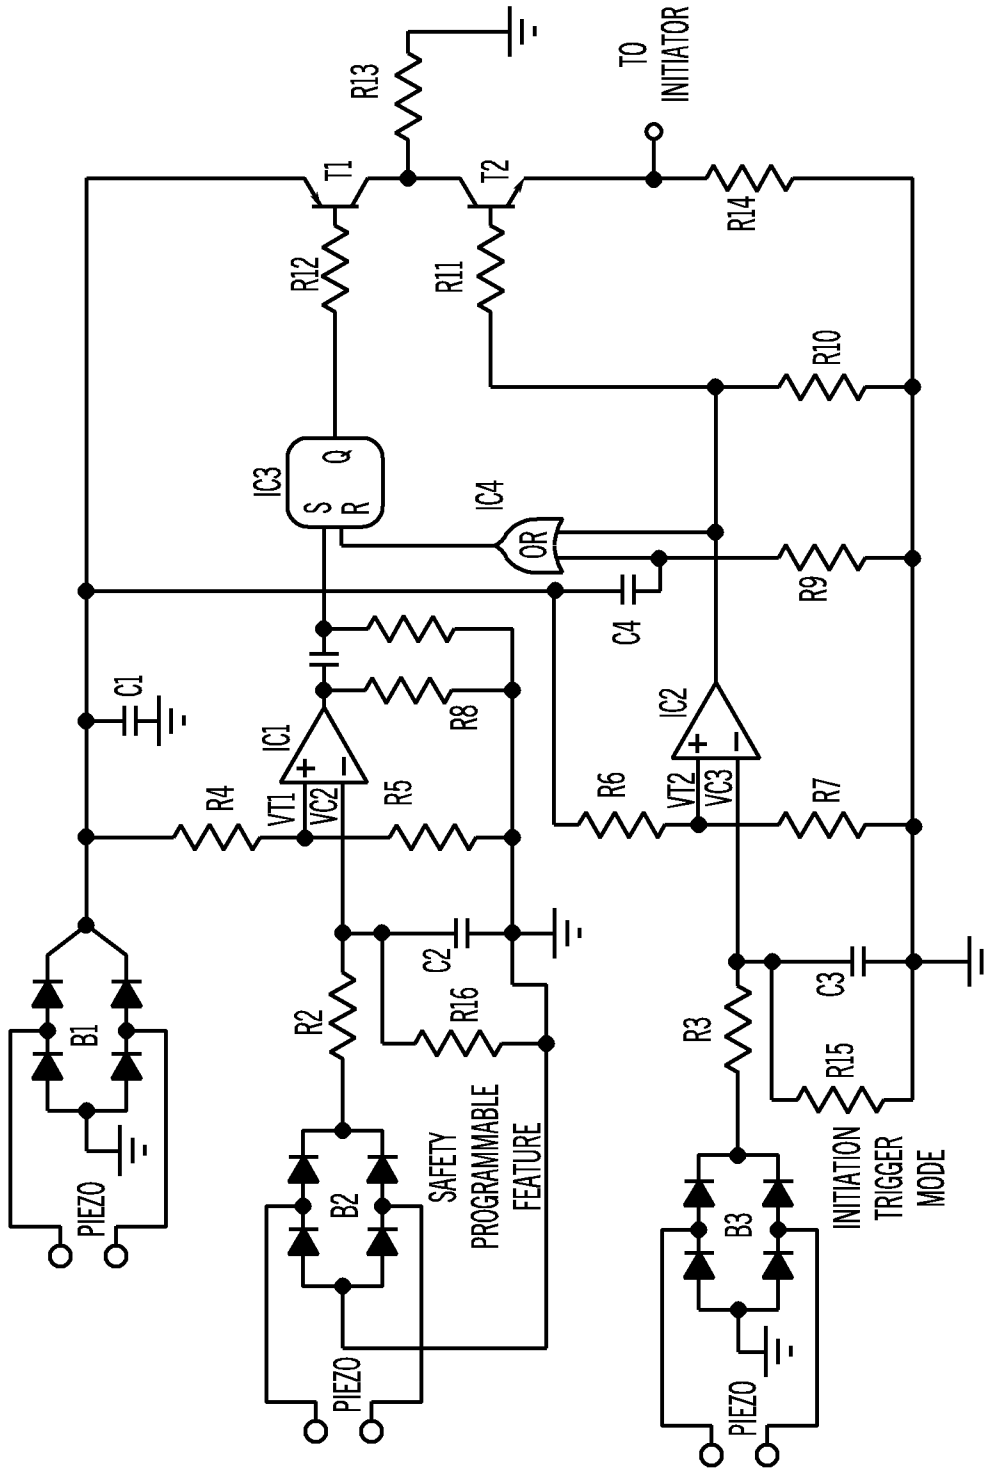 PIEZO
B1
C1
R4
VT1
VC2
IC1
+
−
R5
R8
PIEZO
B2
R2
C2
R16
SAFETY
PROGRAMMABLE
FEATURE
IC3
S
R
Q
R12
T1
R13
IC4
OR
C4
R9
R11
T2
TO
INITIATOR
R14
R10
PIEZO
B3
R3
C3
R15
INITIATION
TRIGGER
MODE
R6
VT2
VC3
IC2
+
−
R7